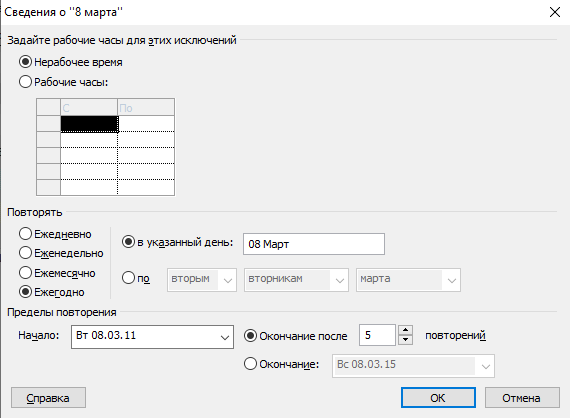 Сведения о "8 марта"
Задайте рабочие часы для этих исключений
Нерабочее время
Рабочие часы:
С По
Повторять
Ежедневно
Еженедельно
Ежемесячно
Ежегодно
в указанный день: 08 Март
по вторым вторникам марта
Пределы повторения
Начало: Вт 08.03.11 Окончание после 5 повторений
Окончание: Вс 08.03.15
Справка ОК Отмена